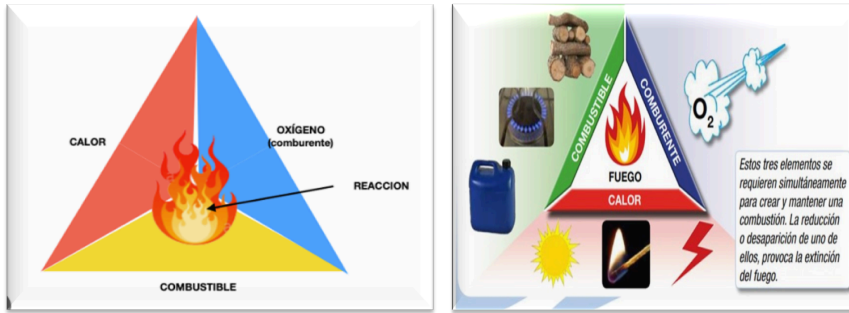 CALOR
OXÍGENO
(comburente)
REACCION
COMBUSTIBLE
COMBUSTIBLE
COMBURENTE
O2
FUEGO
CALOR
Estos tres elementos se
requieren simultáneamente
para crear y mantener una
combustión. La reducción
o desaparición de uno de
ellos, provoca la extinción
del fuego.